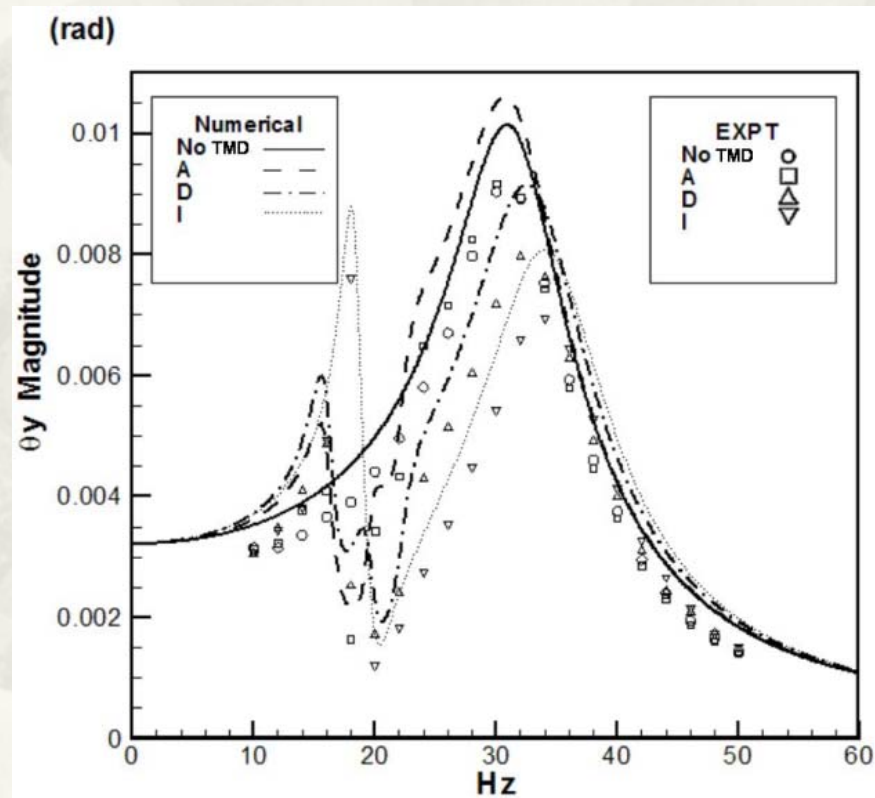 (rad)
Numerical
No TMD
A
D
I
EXPT
No TMD
A
D
I
θy Magnitude
0.01
0.008
0.006
0.004
0.002
0
0 10 20 30 40 50 60
Hz